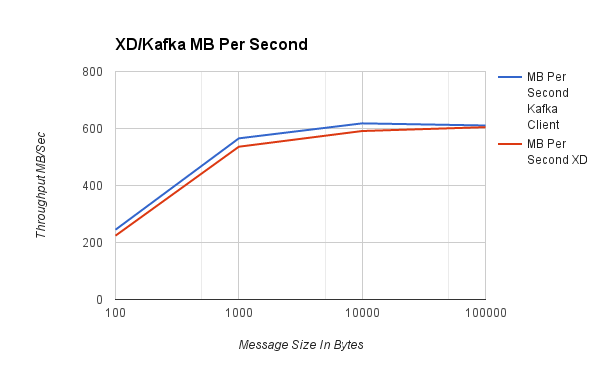 XD/Kafka MB Per Second
800
600
400
200
0
Throughput MB/Sec
100
1000
10000
100000
Message Size In Bytes
MB Per
Second
Kafka
Client
MB Per
Second XD